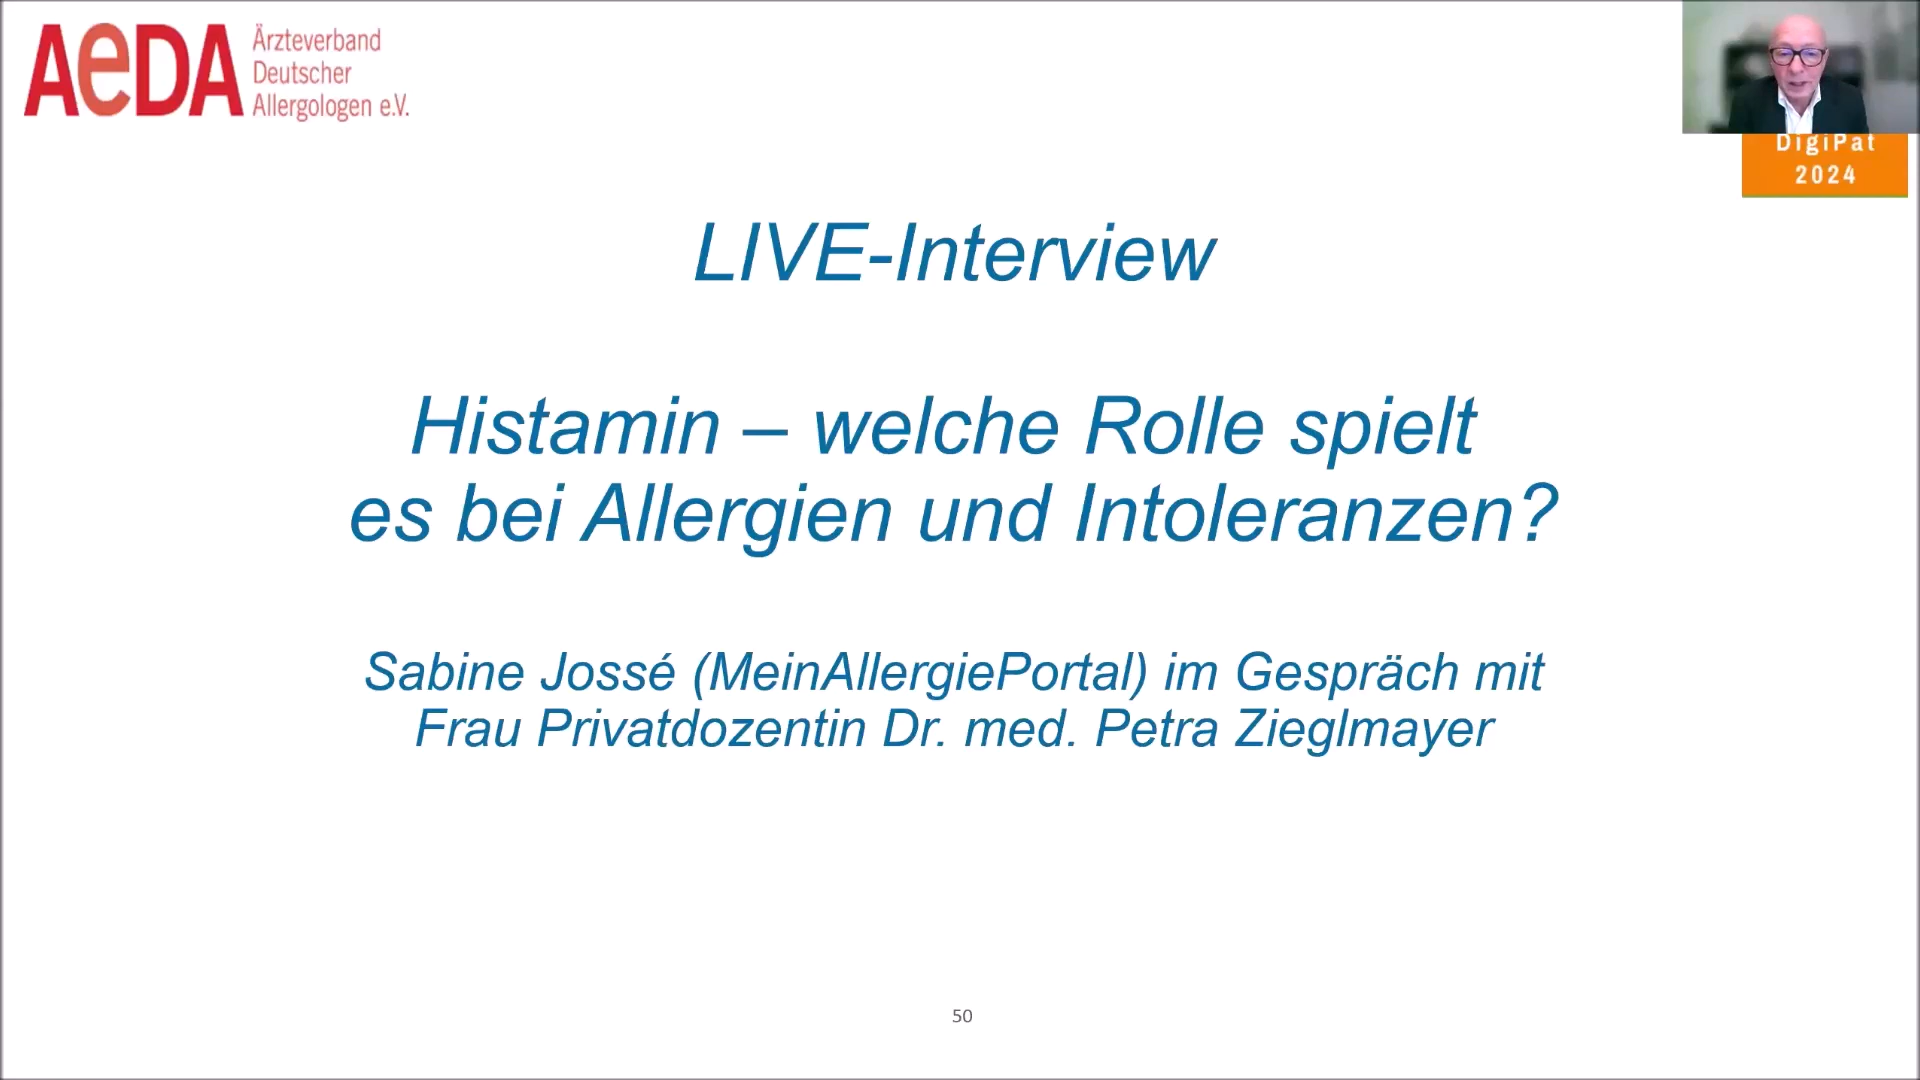 AeDA
Ärzteverband
Deutscher
Allergologen e.V.
DigiPat
2024
LIVE-Interview
Histamin – welche Rolle spielt
es bei Allergien und Intoleranzen?
Sabine Jossé (MeinAllergiePortal) im Gespräch mit
Frau Privatdozentin Dr. med. Petra Zieglmayer
50